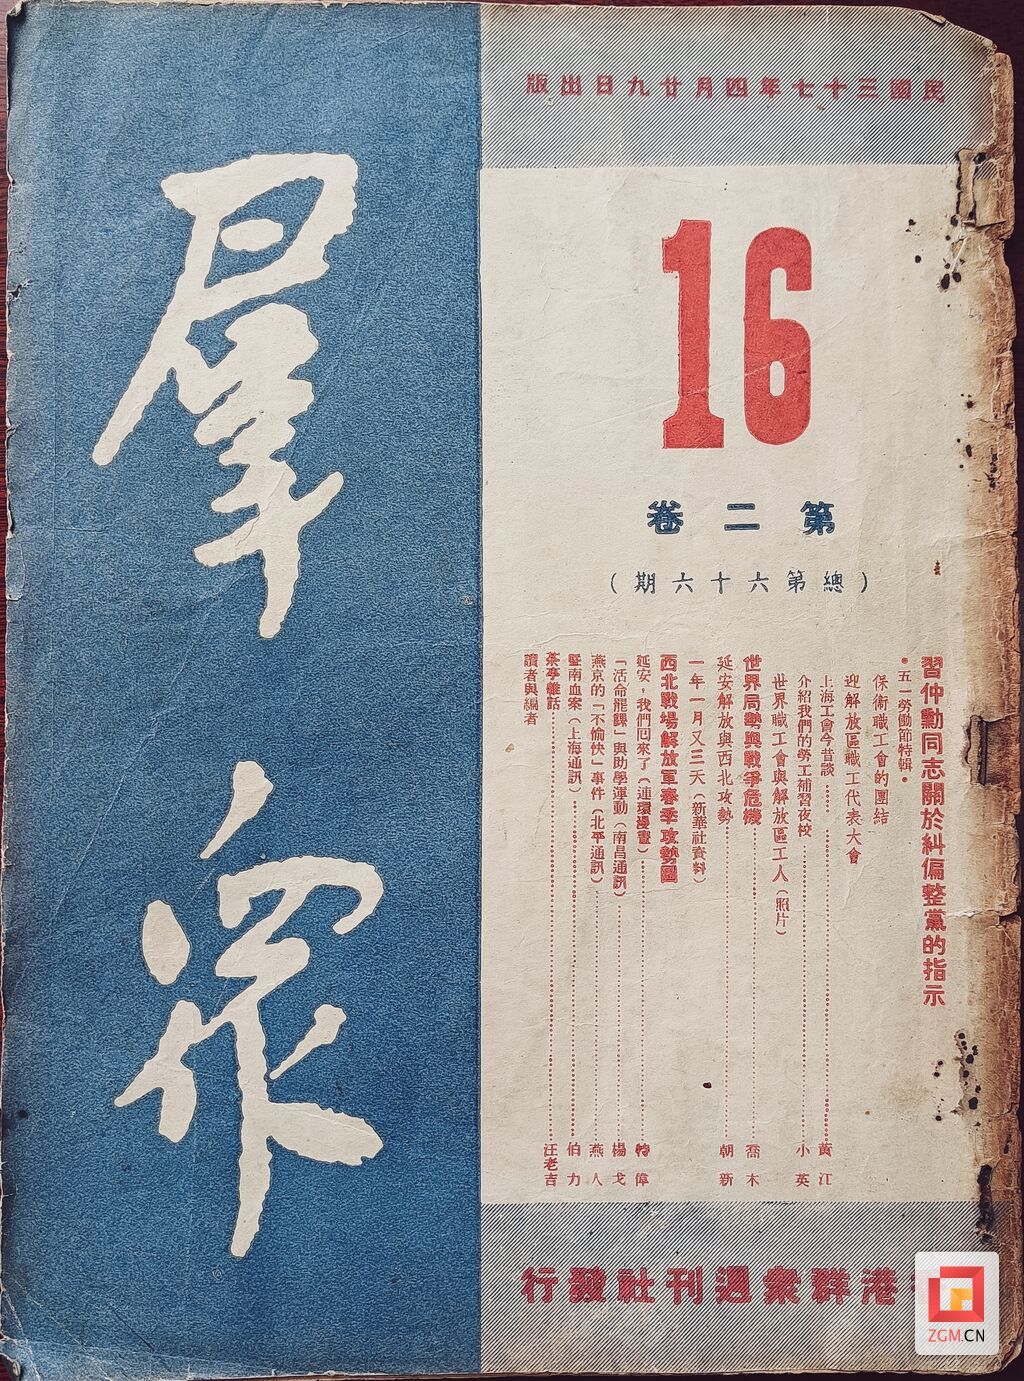 民國三十七年四月廿九日出版
羣眾
16
第二卷
(總第六十六期)
習仲勳同志關於糾偏整黨的指示
•五一勞働節特輯•
保衛職工會的團結
迎解放區職工代表大會
上海工會今昔談 黃江
介紹我們的勞工補習夜校 小英
世界職工會與解放區工人(照片)
世界局勢與戰爭危機 喬木
延安解放與西北攻勢 朝新
一年一月又三天(新華社資料)
西北戰場解放軍春季攻勢圖
延安,我們回來了(連環漫畫) 特偉
「活命罷課」與助學運動(南昌通訊) 楊戈
燕京的「不愉快」事件(北平通訊) 燕人
暨南血案(上海通訊) 伯力
茶亭雜話 汪老吉
讀者與編者
港群衆週刊社發行
ZGM.CN